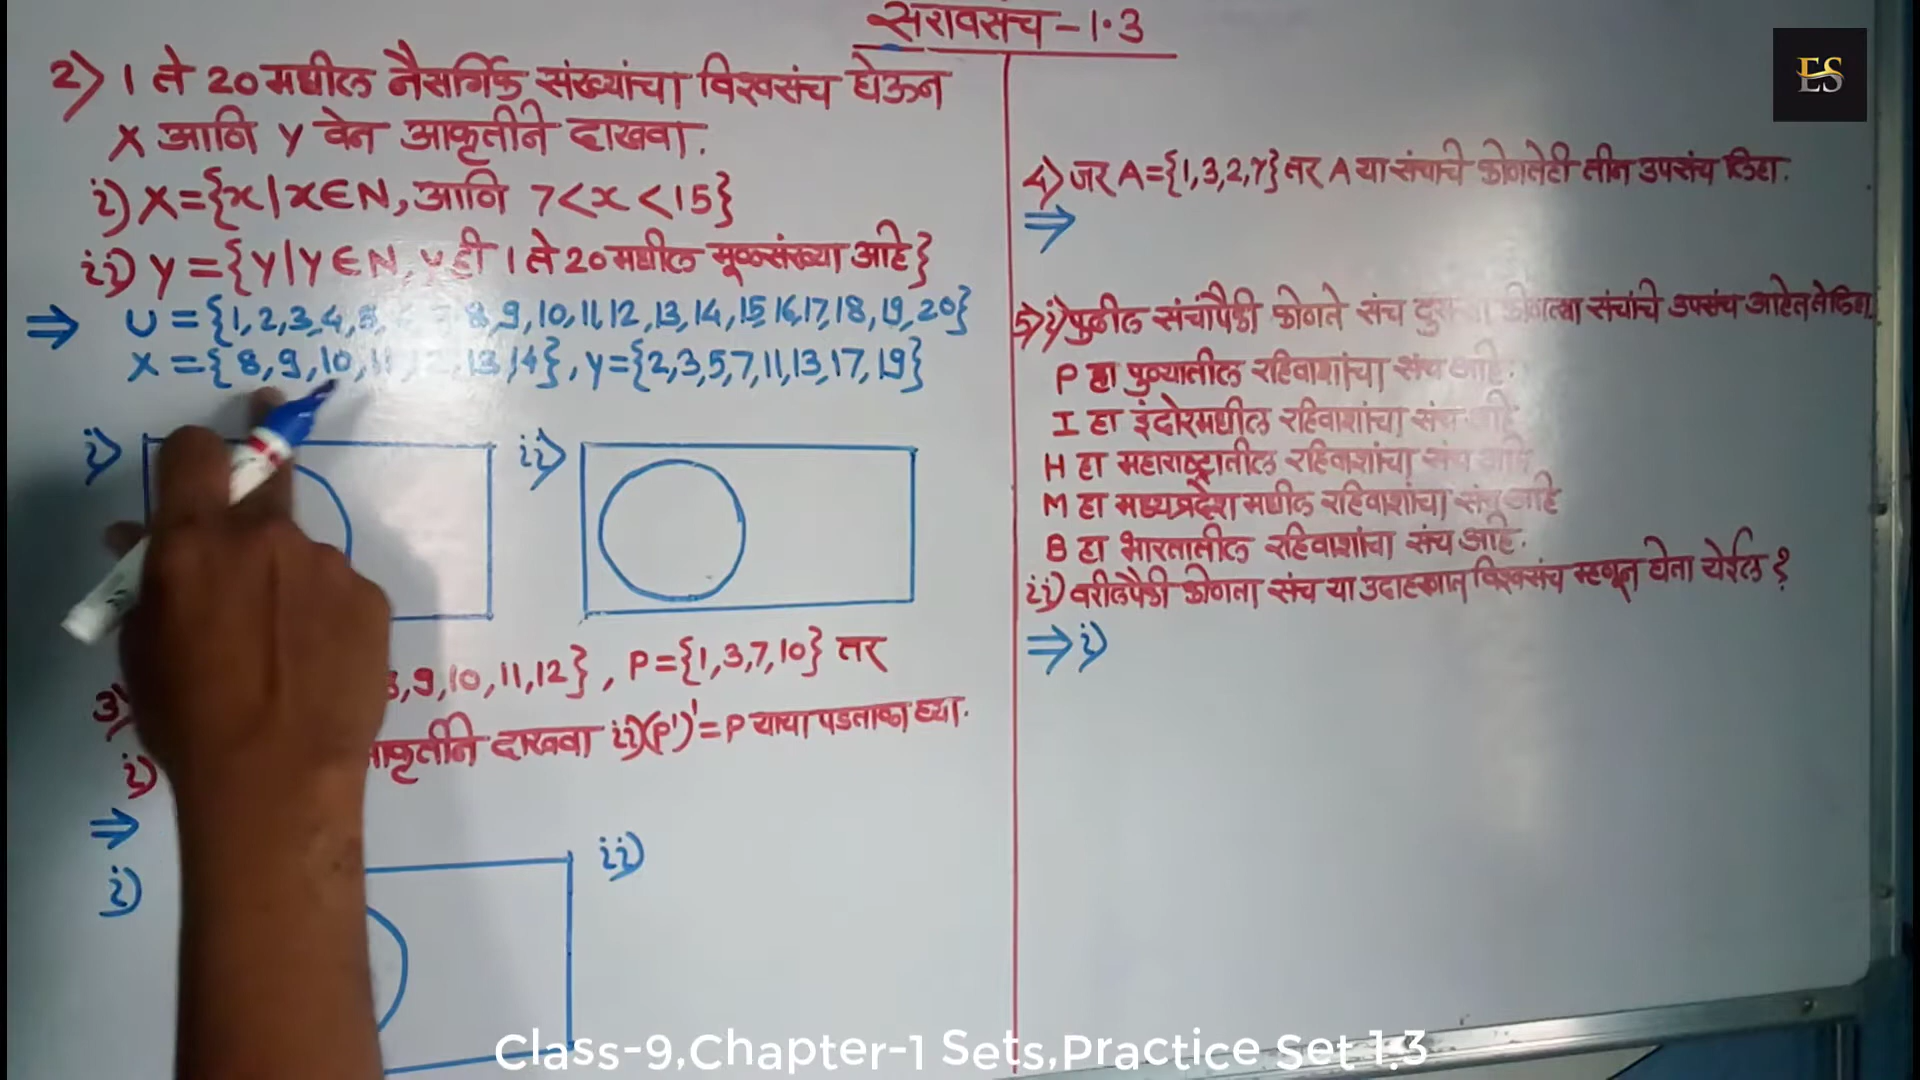 सरावसंच - 1.3
ES
2) 1 ते 20 मधील नैसर्गिक संख्यांचा विश्वसंच घेऊन
X आणि Y वेन आकृतीने दाखवा.
i) X = {x | x ∈ N, आणि 7 < x < 15}
ii) Y = {Y | Y ∈ N, Y ही 1 ते 20 मधील मूळसंख्या आहे}
⇒ U = {1, 2, 3, 4, 8, 9, 10, 11, 12, 13, 14, 15, 16, 17, 18, 19, 20}
X = {8, 9, 10, 11, 12, 13, 14}, Y = {2, 3, 5, 7, 11, 13, 17, 19}
i) ii)
3) 8, 9, 10, 11, 12}, P = {1, 3, 7, 10} तर
i) आकृतीने दाखवा ii) (P')' = P याचा पडताळा घ्या.
⇒
i) ii)
4) जर A = {1, 3, 2, 7} तर A या संचाचे कोणतेही तीन उपसंच लिहा.
⇒
5) i) पुढील संचांपैकी कोणते संच दुसऱ्या कोणत्या संचांचे उपसंच आहेत ते लिहा.
P हा पुण्यातील रहिवाशांचा संच आहे.
I हा इंदोरमधील रहिवाशांचा संच आहे
H हा महाराष्ट्रातील रहिवाशांचा संच आहे
M हा मध्यप्रदेशमधील रहिवाशांचा संच आहे
B हा भारतातील रहिवाशांचा संच आहे.
ii) वरीलपैकी कोणता संच या उदाहरणात विश्वसंच म्हणून घेता येईल ?
⇒ i)
Class-9,Chapter-1 Sets,Practice Set 1.3